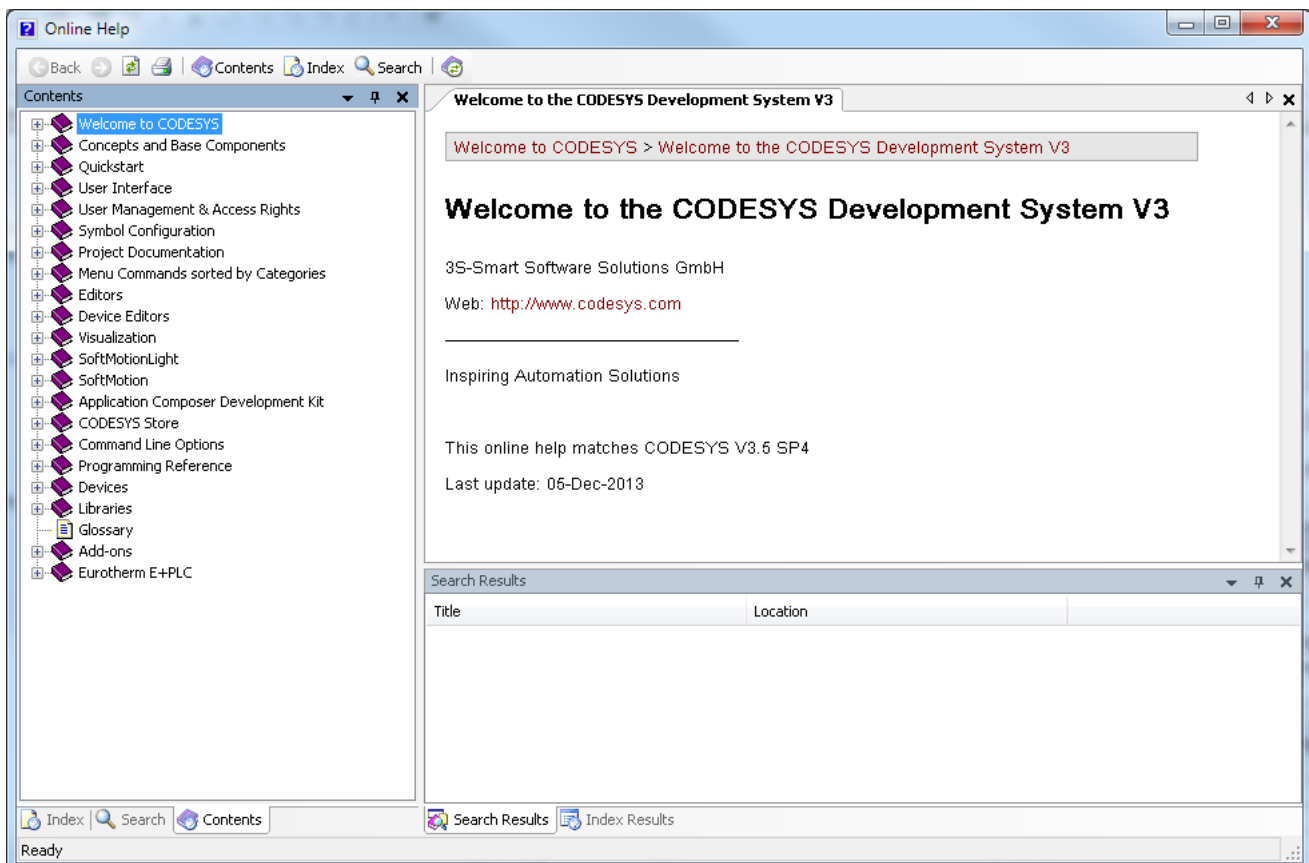 Online Help
Back Contents Index Search
Contents
Welcome to CODESYS
Concepts and Base Components
Quickstart
User Interface
User Management & Access Rights
Symbol Configuration
Project Documentation
Menu Commands sorted by Categories
Editors
Device Editors
Visualization
SoftMotionLight
SoftMotion
Application Composer Development Kit
CODESYS Store
Command Line Options
Programming Reference
Devices
Libraries
Glossary
Add-ons
Eurotherm E+PLC
Index Search Contents
Welcome to the CODESYS Development System V3
Welcome to CODESYS > Welcome to the CODESYS Development System V3
Welcome to the CODESYS Development System V3
3S-Smart Software Solutions GmbH
Web: http://www.codesys.com
Inspiring Automation Solutions
This online help matches CODESYS V3.5 SP4
Last update: 05-Dec-2013
Search Results
Title Location
Search Results Index Results
Ready